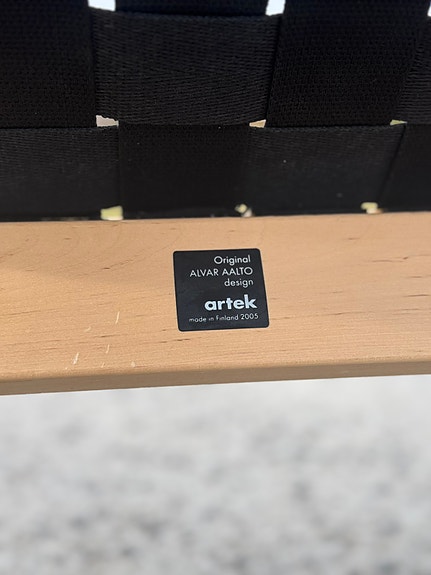 Original
ALVAR AALTO
design
artek
made in Finland 2005